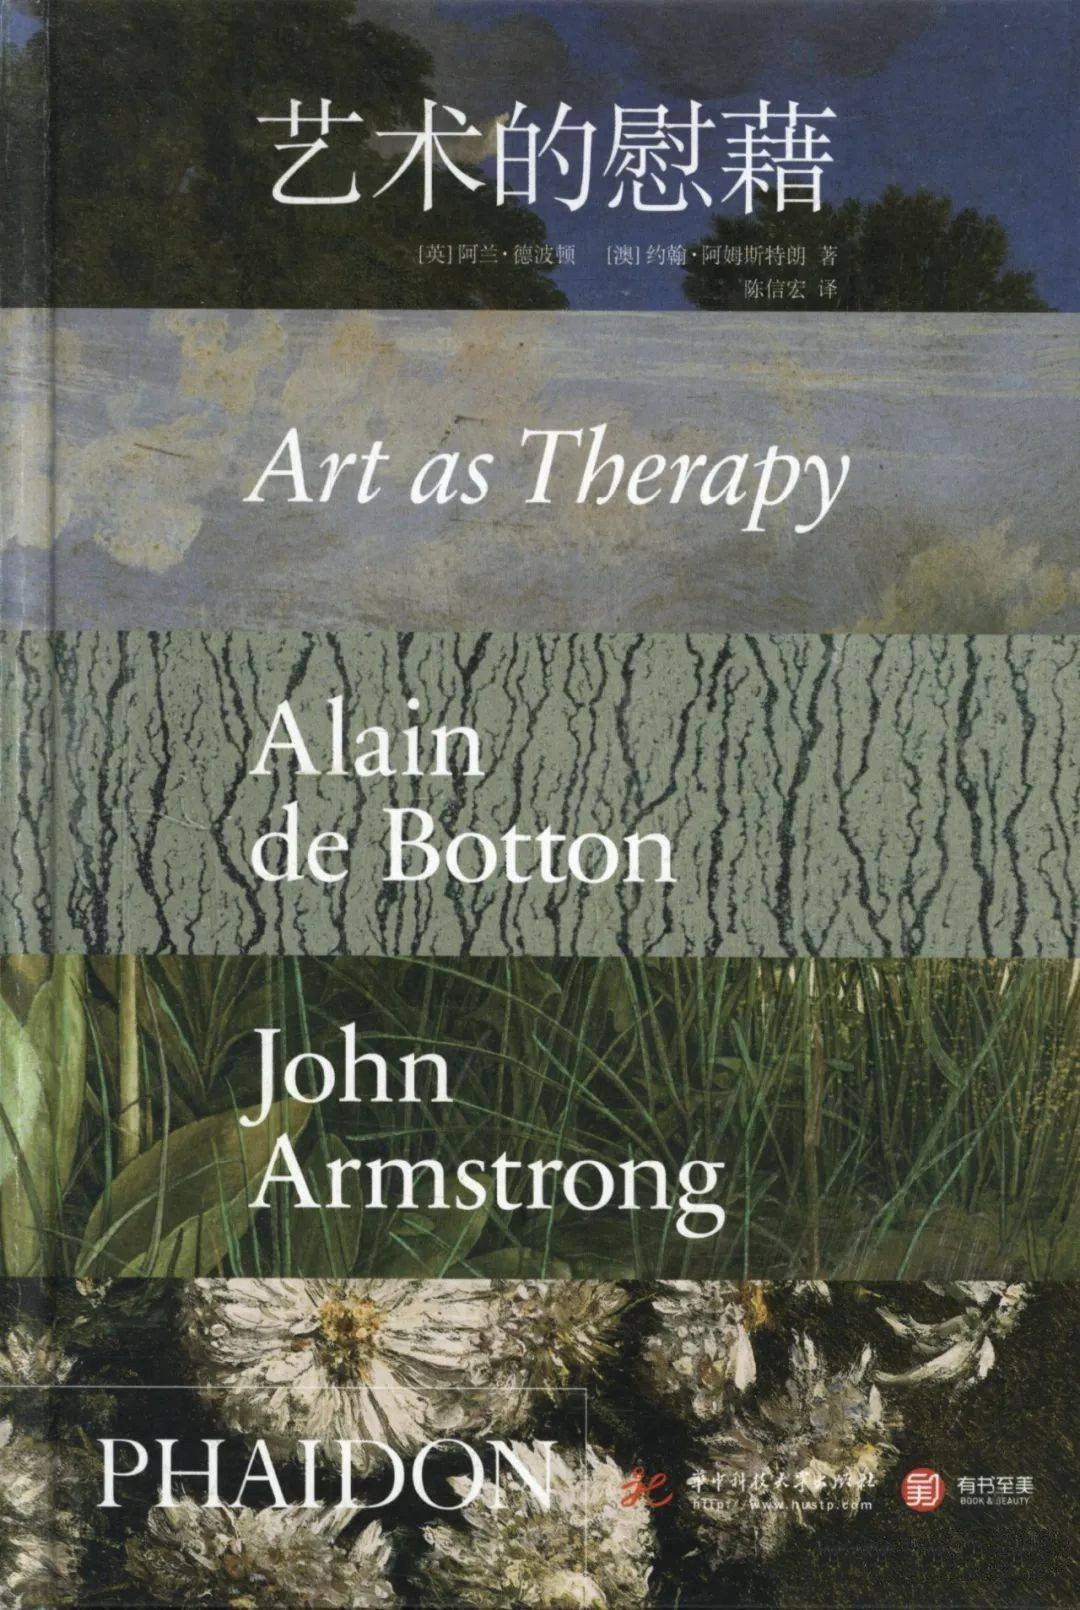 艺术的慰藉
[英]阿兰·德波顿 [澳]约翰·阿姆斯特朗 著
陈信宏 译
Art as Therapy
Alain
de Botton
John
Armstrong
PHAIDON
华中科技大学出版社
http://www.hustp.com
有书至美
BOOK & BEAUTY